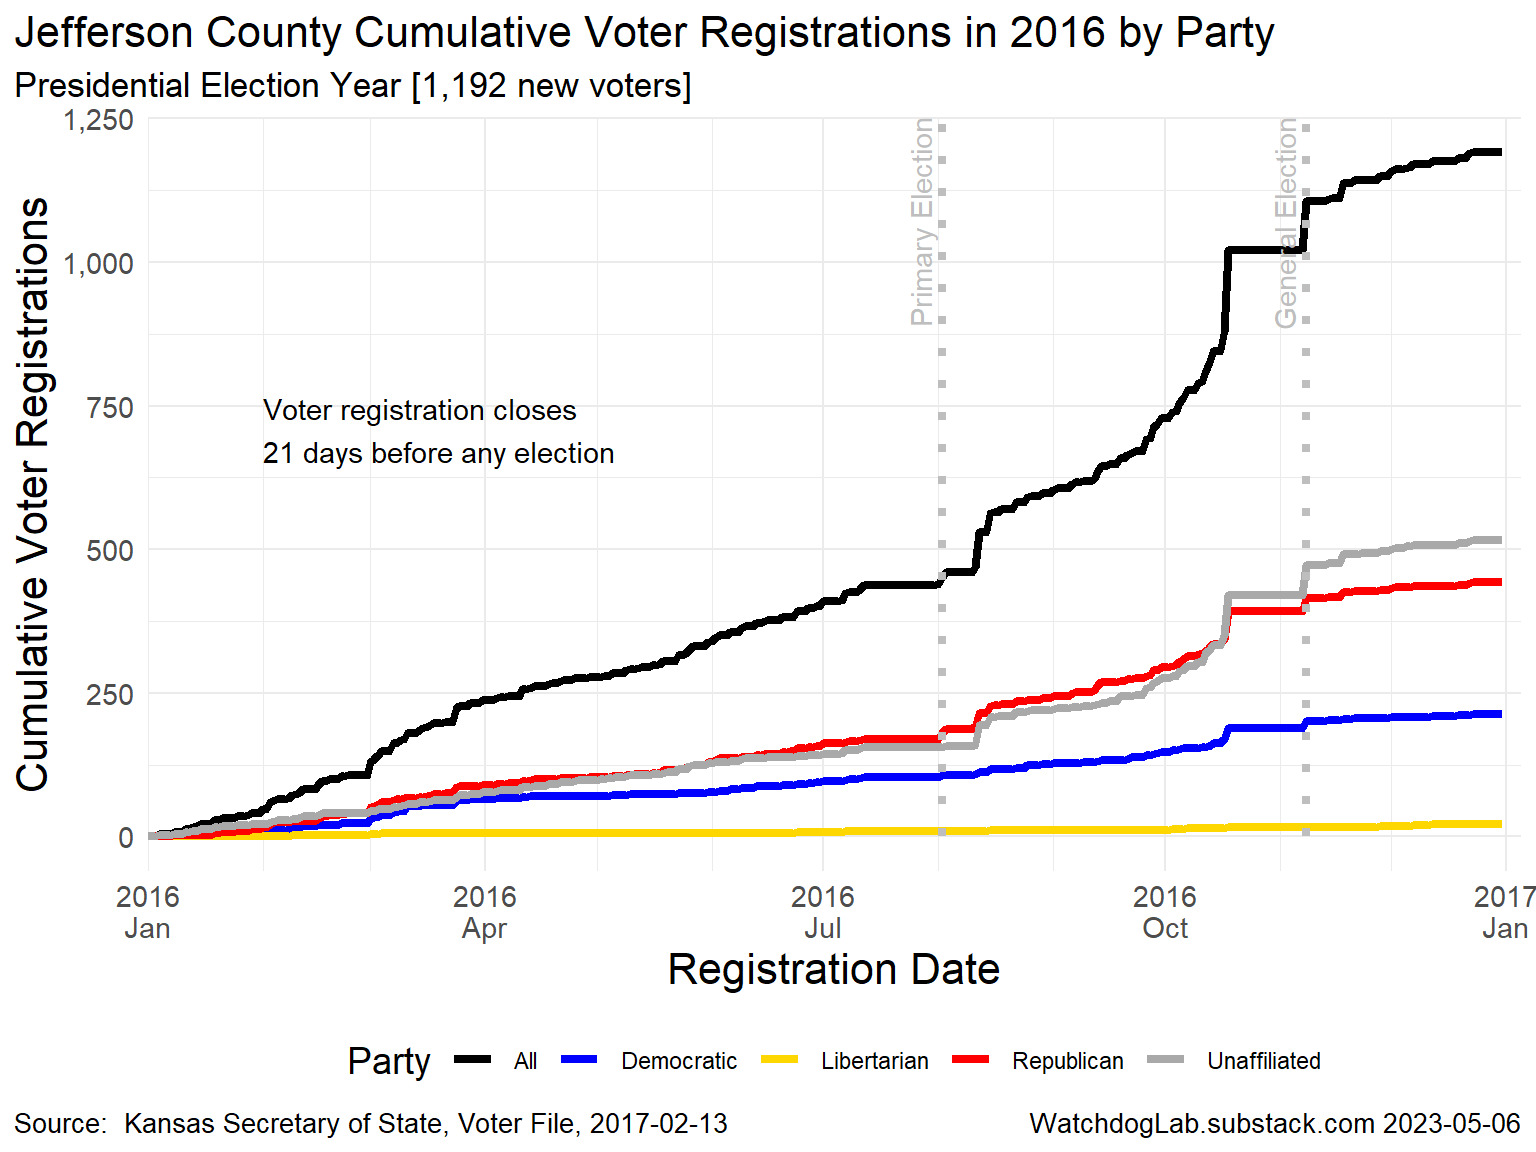 Jefferson County Cumulative Voter Registrations in 2016 by Party
Presidential Election Year [1,192 new voters]
Cumulative Voter Registrations
1,250
1,000
750
500
250
0
Primary Election
General Election
Voter registration closes
21 days before any election
2016 2016 2016 2016 2017
Jan Apr Jul Oct Jan
Registration Date
Party All Democratic Libertarian Republican Unaffiliated
Source:  Kansas Secretary of State, Voter File, 2017-02-13
WatchdogLab.substack.com 2023-05-06